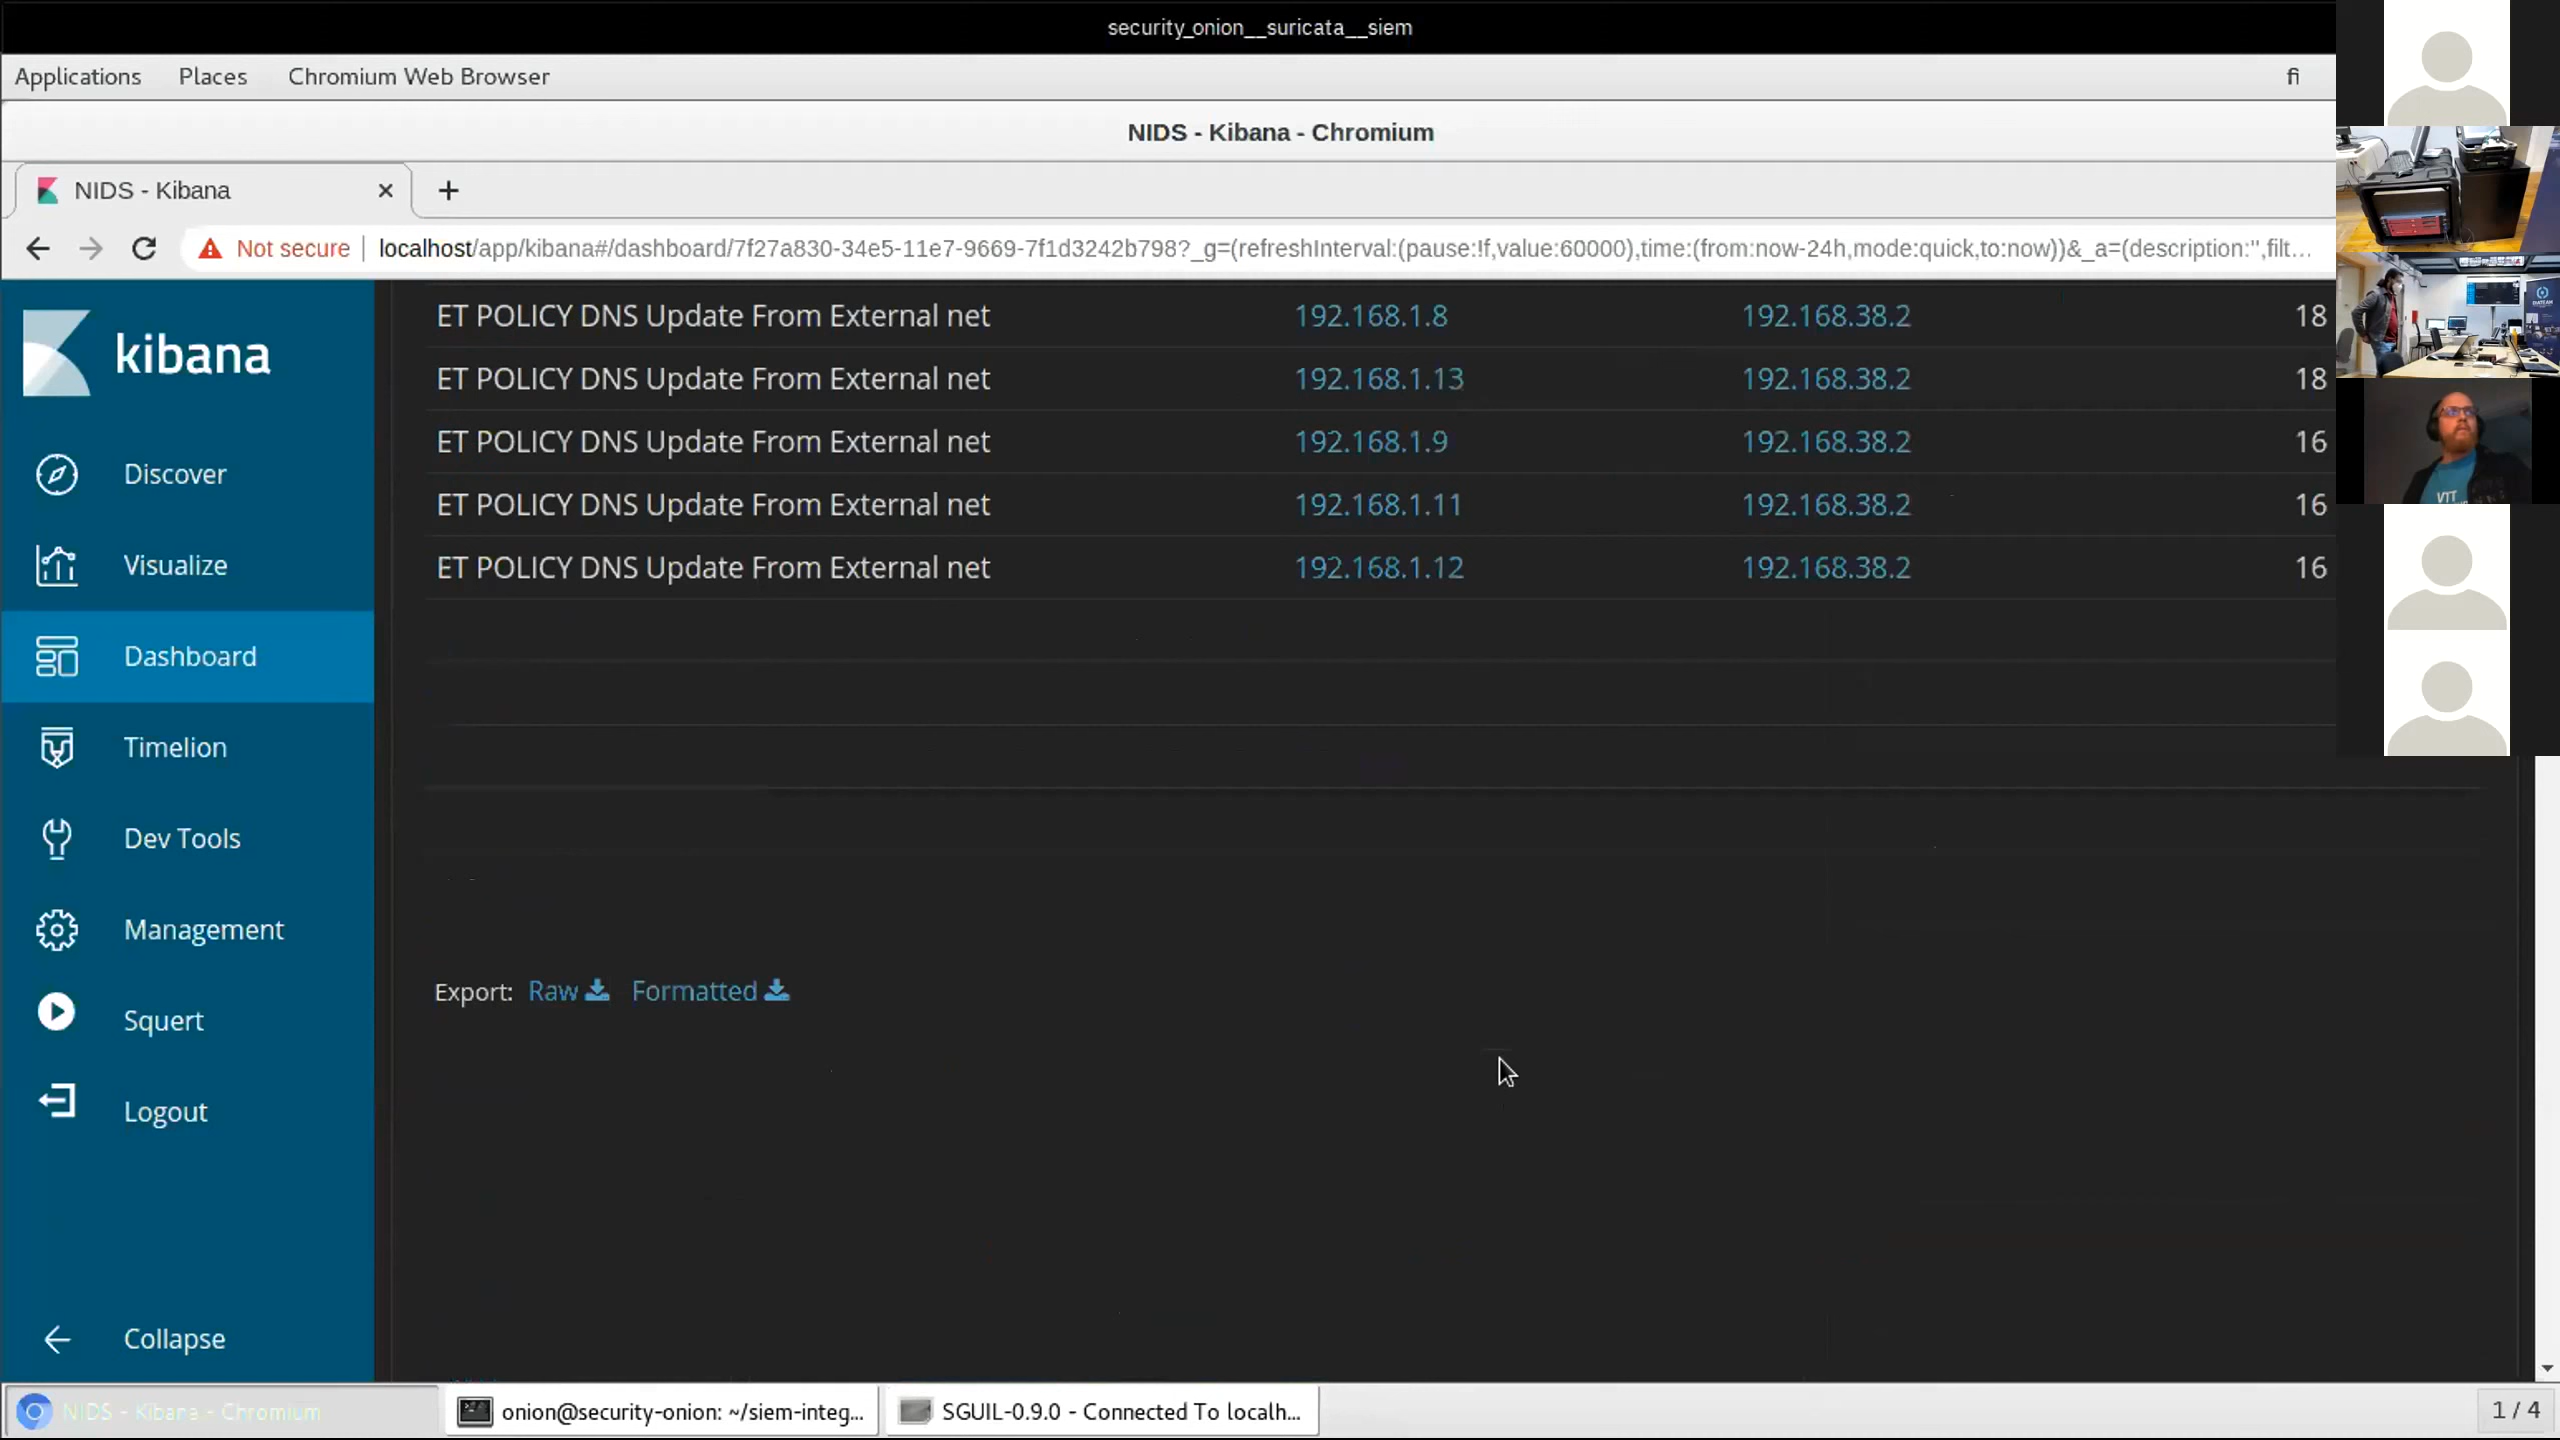 security_onion__suricata__siem
Applications Places Chromium Web Browser fi
NIDS - Kibana - Chromium
NIDS - Kibana
Not secure localhost/app/kibana#/dashboard/7f27a830-34e5-11e7-9669-7f1d3242b798?_g=(refreshInterval:(pause:!f,value:60000),time:(from:now-24h,mode:quick,to:now))&_a=(description:'',filt...
kibana
Discover
Visualize
Dashboard
Timelion
Dev Tools
Management
Squert
Logout
Collapse
ET POLICY DNS Update From External net 192.168.1.8 192.168.38.2 18
ET POLICY DNS Update From External net 192.168.1.13 192.168.38.2 18
ET POLICY DNS Update From External net 192.168.1.9 192.168.38.2 16
ET POLICY DNS Update From External net 192.168.1.11 192.168.38.2 16
ET POLICY DNS Update From External net 192.168.1.12 192.168.38.2 16
Export: Raw Formatted
VTT
NIDS - Kibana - Chromium
onion@security-onion: ~/siem-integ...
SGUIL-0.9.0 - Connected To localh...
1 / 4